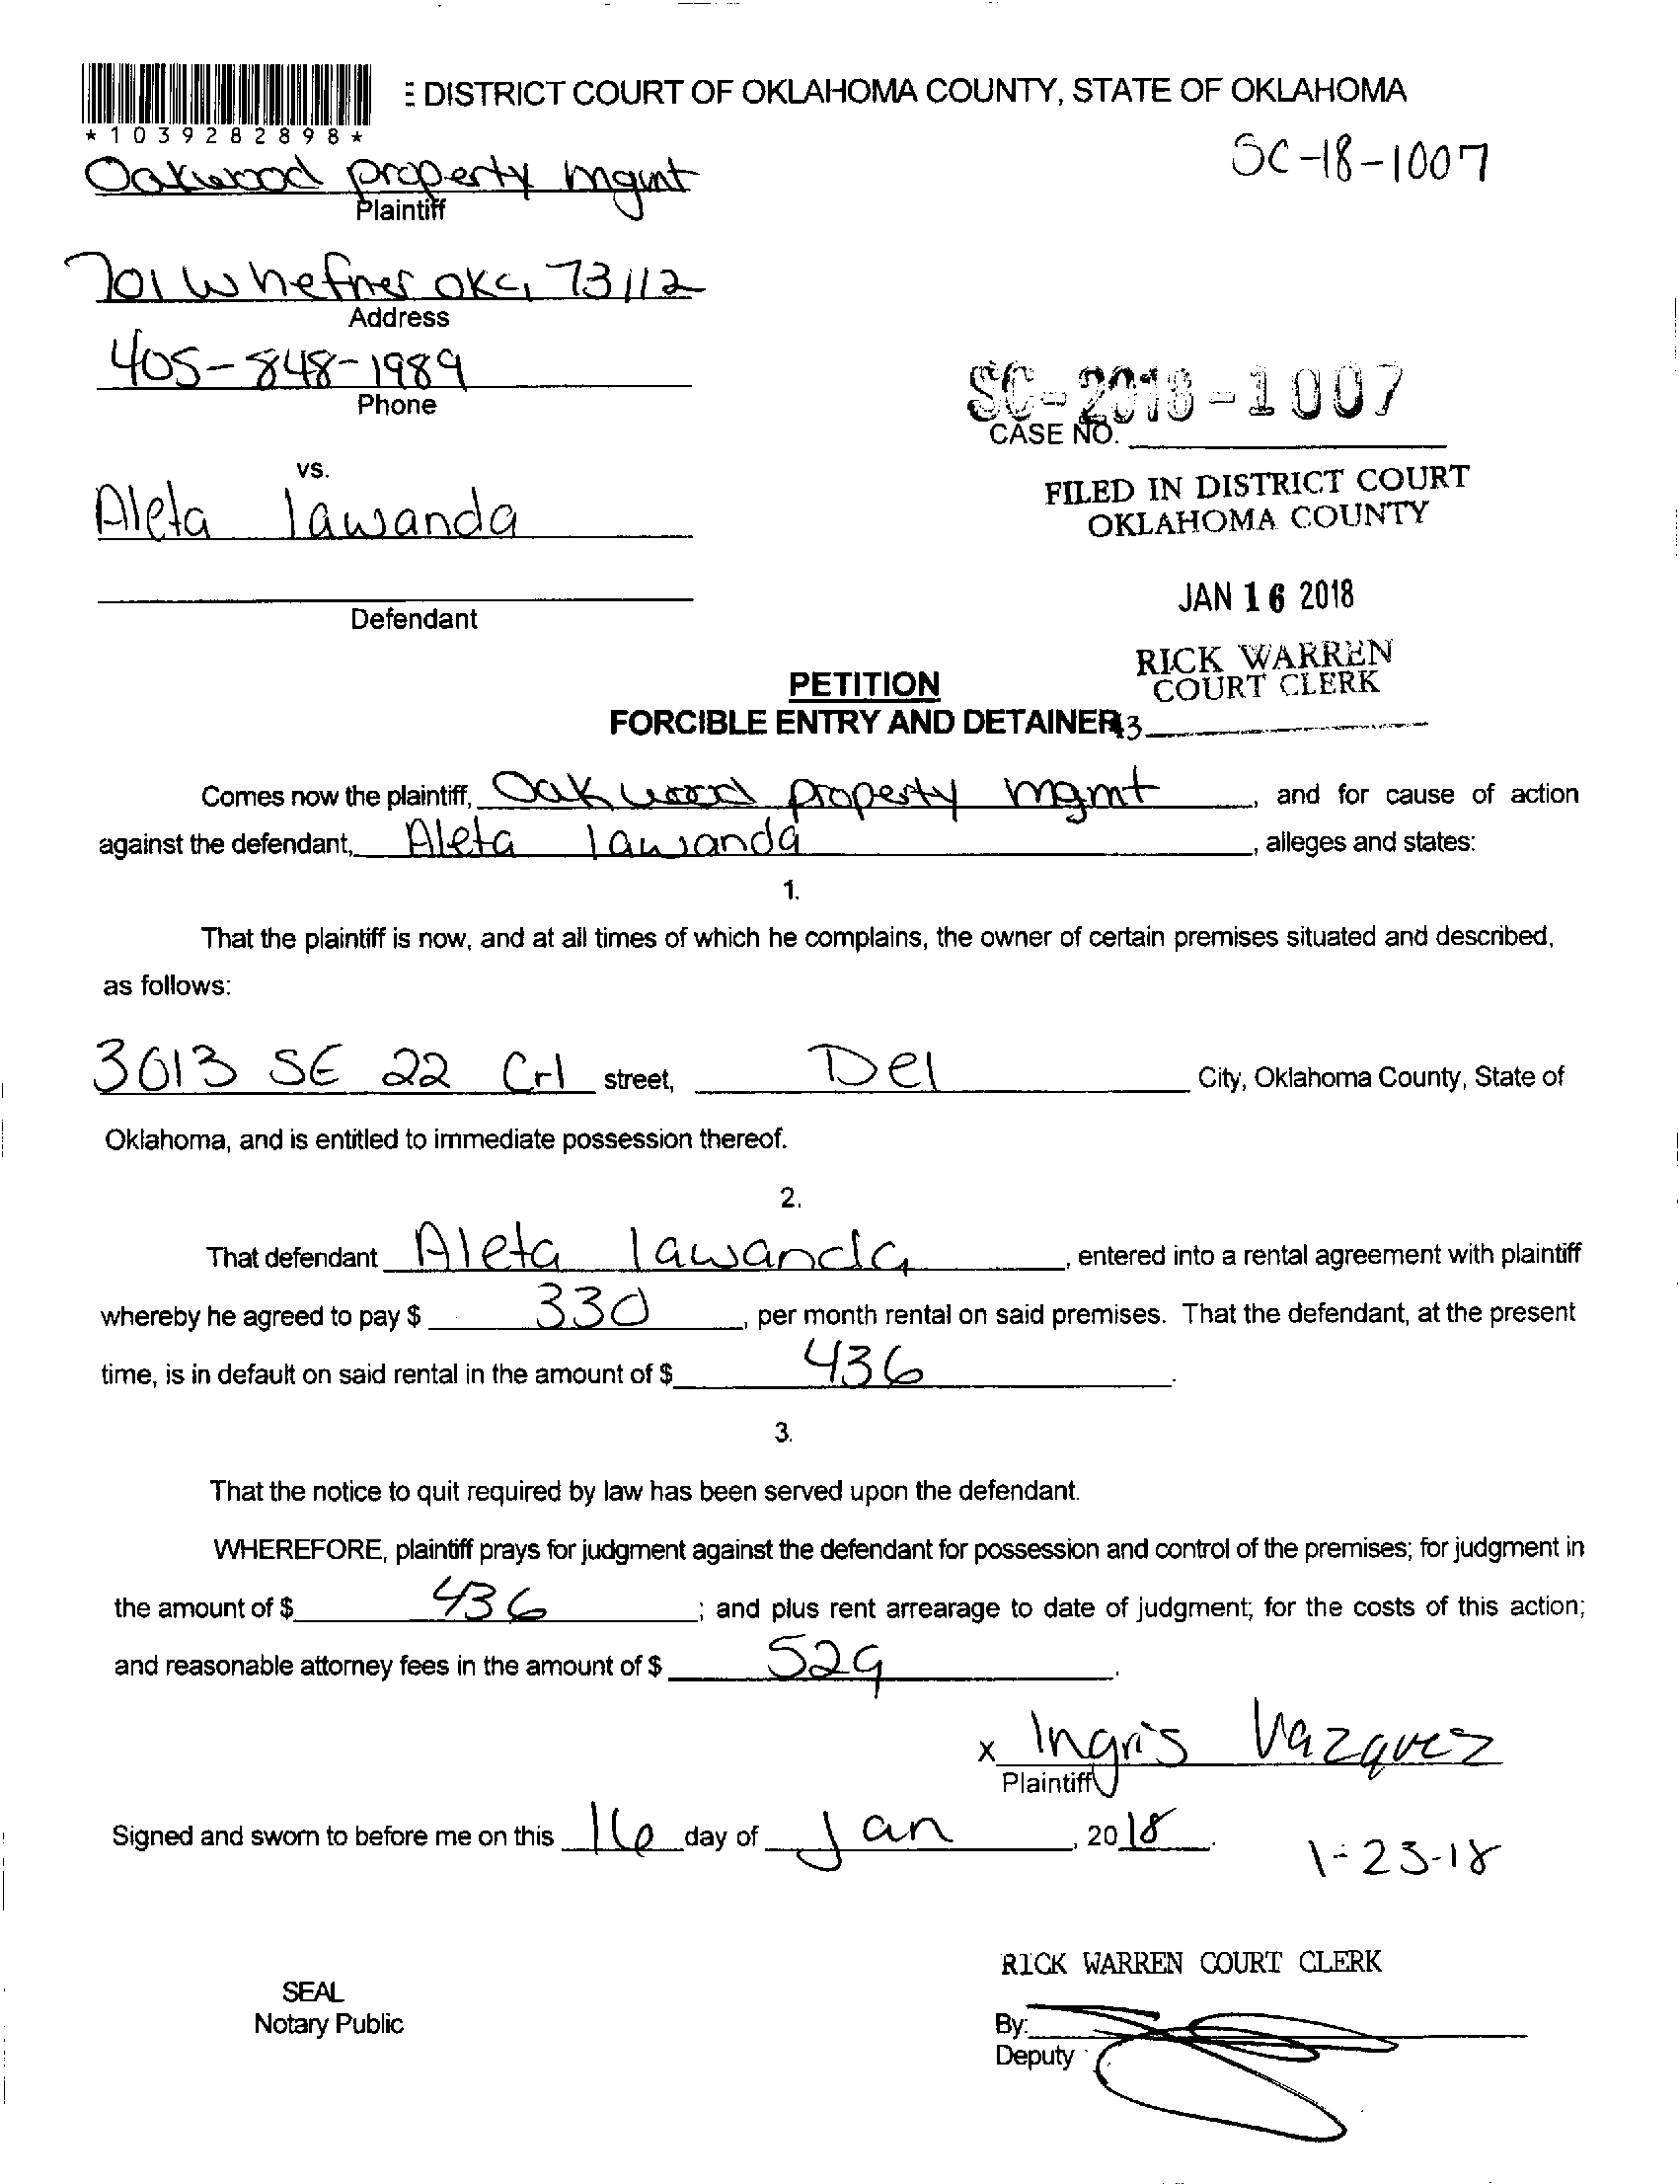 E DISTRICT COURT OF OKLAHOMA COUNTY, STATE OF OKLAHOMA
*1039282898*
SC-18-1007
Oakwood property mgmt
Plaintiff
701 W hefner OKC, 73112
Address
405-848-1989
Phone
SC-2018-1007
CASE NO.
vs.
Aleta lawanda
FILED IN DISTRICT COURT
OKLAHOMA COUNTY
JAN 16 2018
Defendant
RICK WARREN
COURT CLERK
PETITION
FORCIBLE ENTRY AND DETAINER
Comes now the plaintiff, Oakwood property mgmt, and for cause of action
against the defendant, Aleta lawanda, alleges and states:
1.
That the plaintiff is now, and at all times of which he complains, the owner of certain premises situated and described,
as follows:
3613 SE 22 Crl street, Del City, Oklahoma County, State of
Oklahoma, and is entitled to immediate possession thereof.
2.
That defendant Aleta lawanda, entered into a rental agreement with plaintiff
whereby he agreed to pay $ 330, per month rental on said premises. That the defendant, at the present
time, is in default on said rental in the amount of $ 436.
3.
That the notice to quit required by law has been served upon the defendant.
WHEREFORE, plaintiff prays for judgment against the defendant for possession and control of the premises; for judgment in
the amount of $ 436; and plus rent arrearage to date of judgment; for the costs of this action;
and reasonable attorney fees in the amount of $ 529.
x Ingris Vazquez
Plaintiff
Signed and sworn to before me on this 16 day of Jan, 2018.
1-23-18
RICK WARREN COURT CLERK
SEAL
Notary Public
By:
Deputy